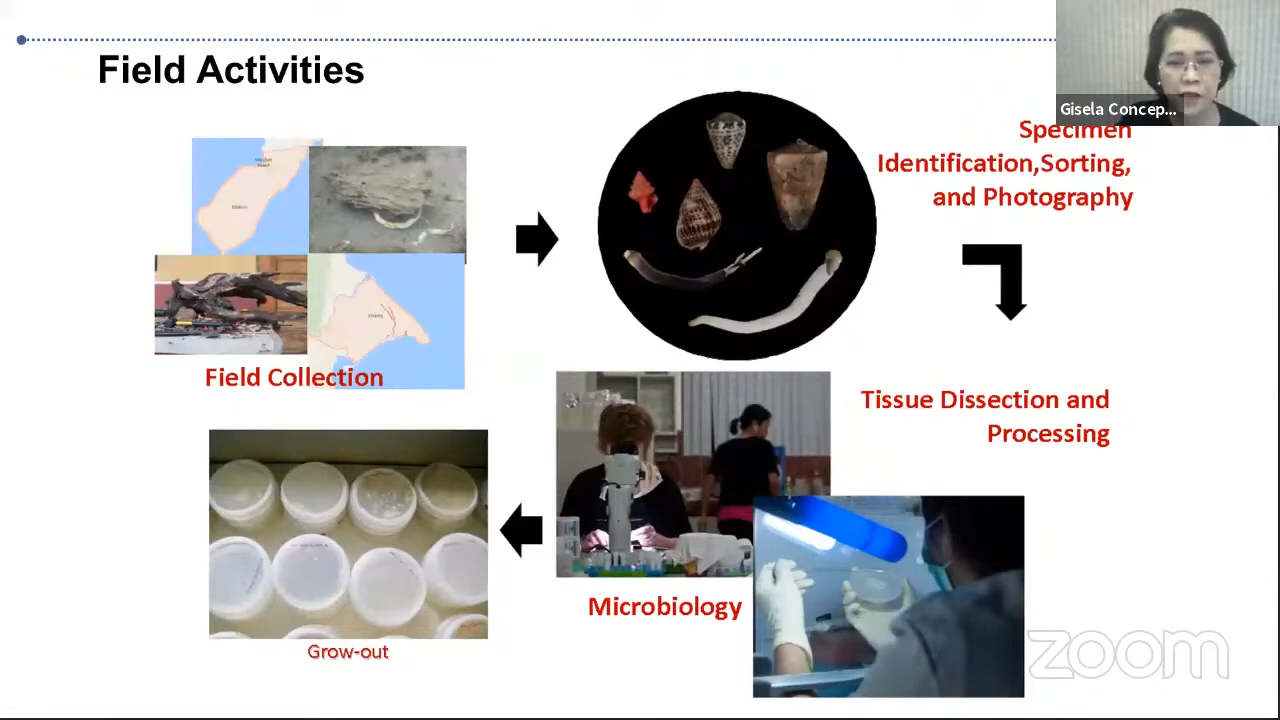 Field Activities
Gisela Concep...
Specimen
Identification,Sorting,
and Photography
Field Collection
Tissue Dissection and
Processing
Microbiology
Grow-out
zoom